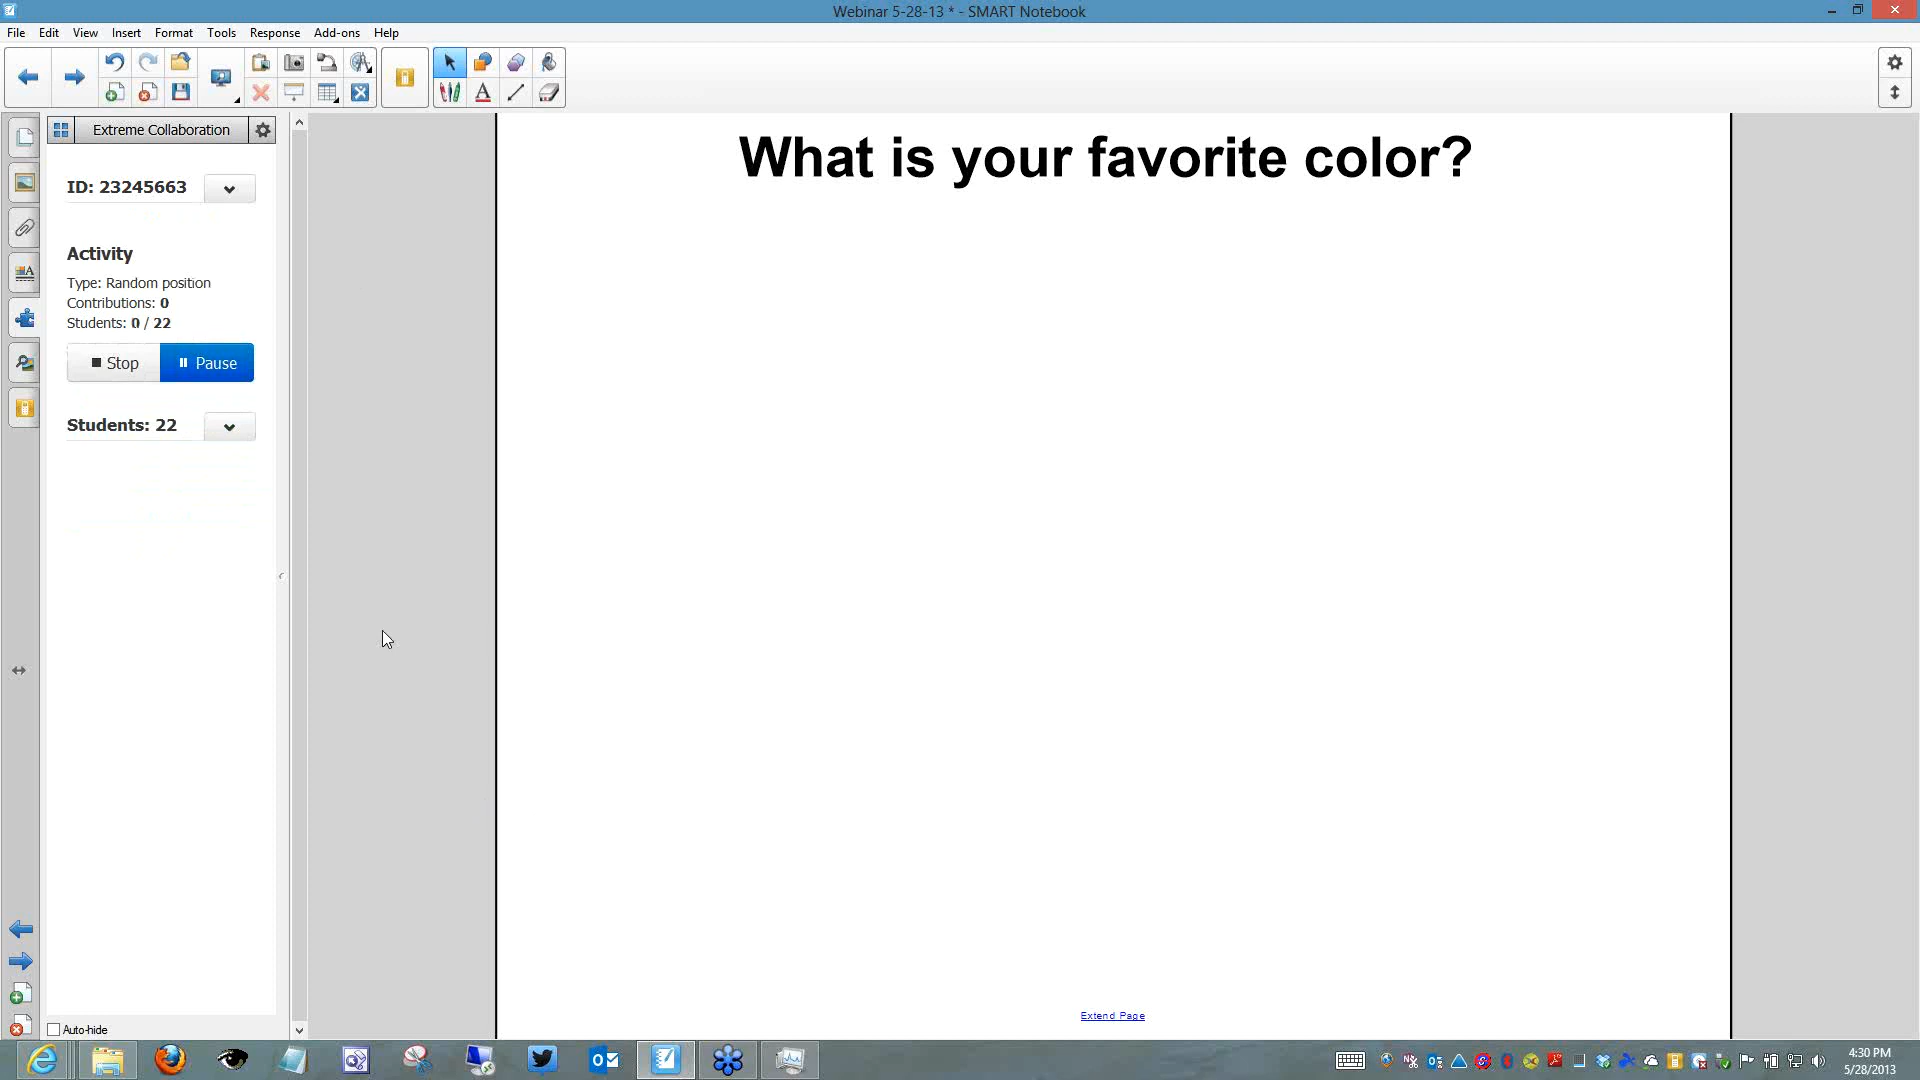 Webinar 5-28-13 * - SMART Notebook
File Edit View Insert Format Tools Response Add-ons Help
Extreme Collaboration
What is your favorite color?
ID: 23245663
Activity
Type: Random position
Contributions: 0
Students: 0 / 22
Stop Pause
Students: 22
Extend Page
Auto-hide
4:30 PM
5/28/2013